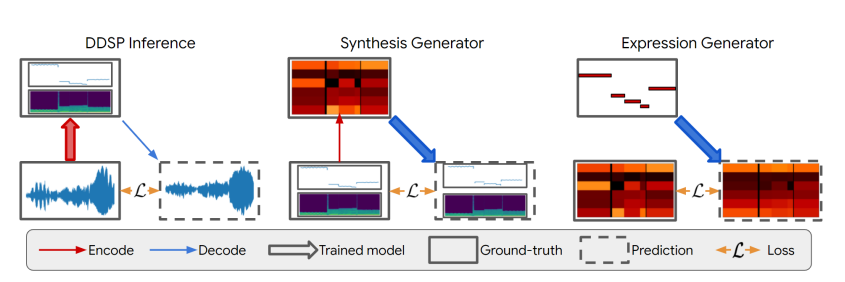 DDSP Inference
Synthesis Generator
Expression Generator
ℒ
ℒ
ℒ
Encode
Decode
Trained model
Ground-truth
Prediction
ℒ
Loss